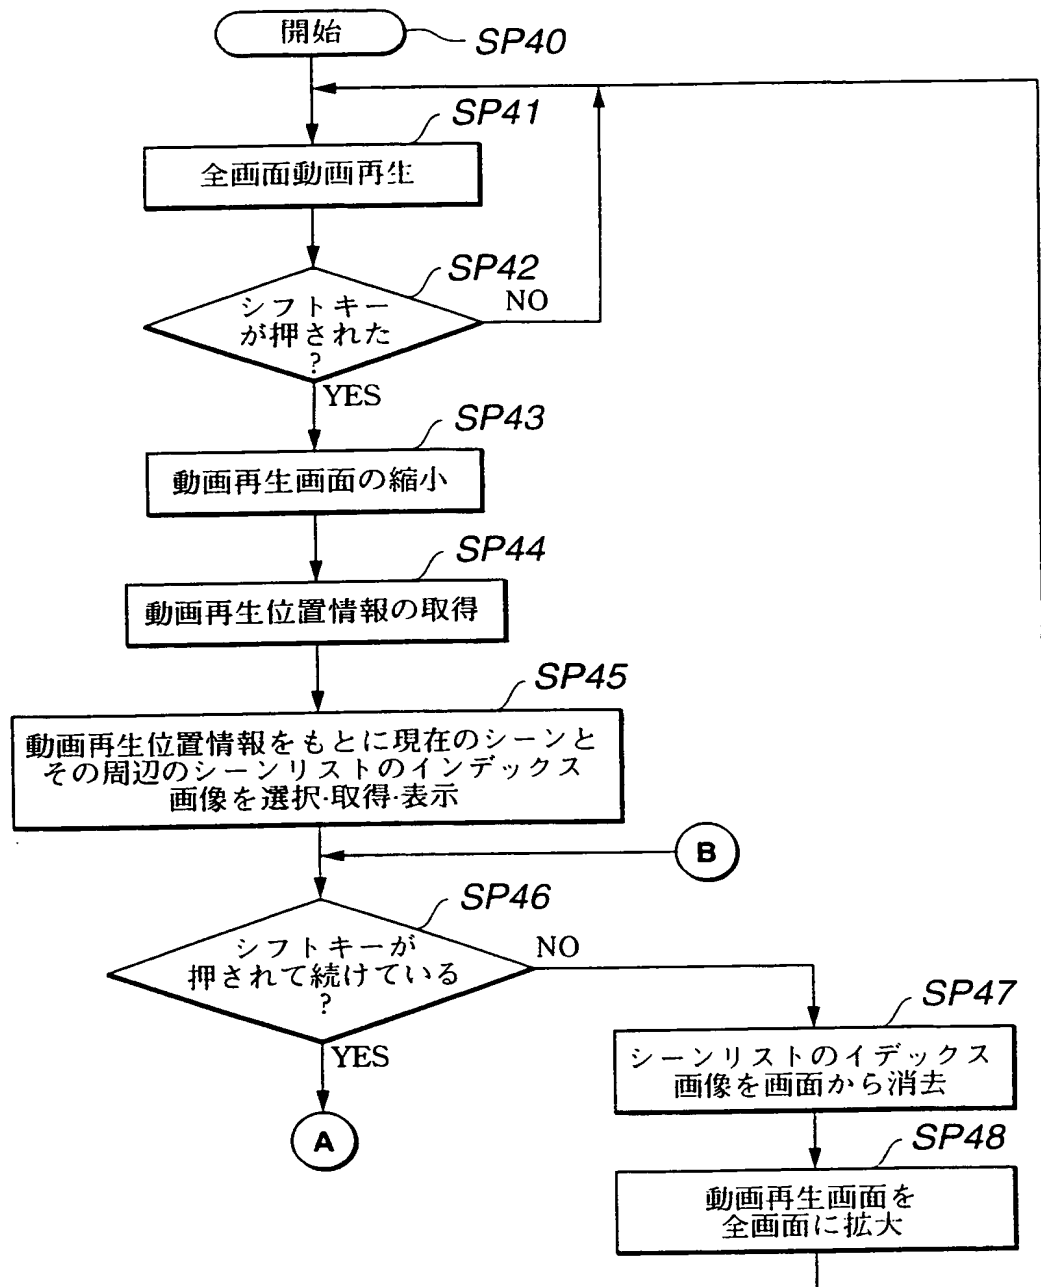 開始
SP40
SP41
全画面動画再生
SP42
シフトキー
が押された
?
NO
YES
SP43
動画再生画面の縮小
SP44
動画再生位置情報の取得
SP45
動画再生位置情報をもとに現在のシーンと
その周辺のシーンリストのインデックス
画像を選択·取得·表示
B
SP46
シフトキーが
押されて続けている
?
NO
YES
A
SP47
シーンリストのイデックス
画像を画面から消去
SP48
動画再生画面を
全画面に拡大